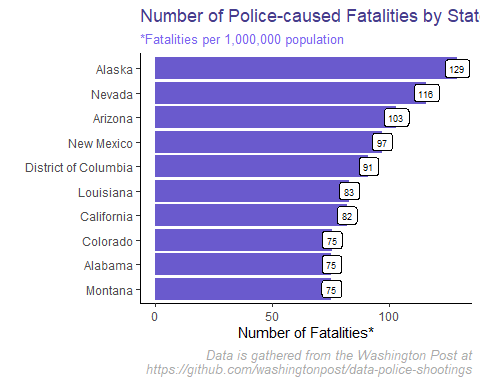 Number of Police-caused Fatalities by Stat
*Fatalities per 1,000,000 population
Alaska 129
Nevada 116
Arizona 103
New Mexico 97
District of Columbia 91
Louisiana 83
California 82
Colorado 75
Alabama 75
Montana 75
0 50 100
Number of Fatalities*
Data is gathered from the Washington Post at
https://github.com/washingtonpost/data-police-shootings